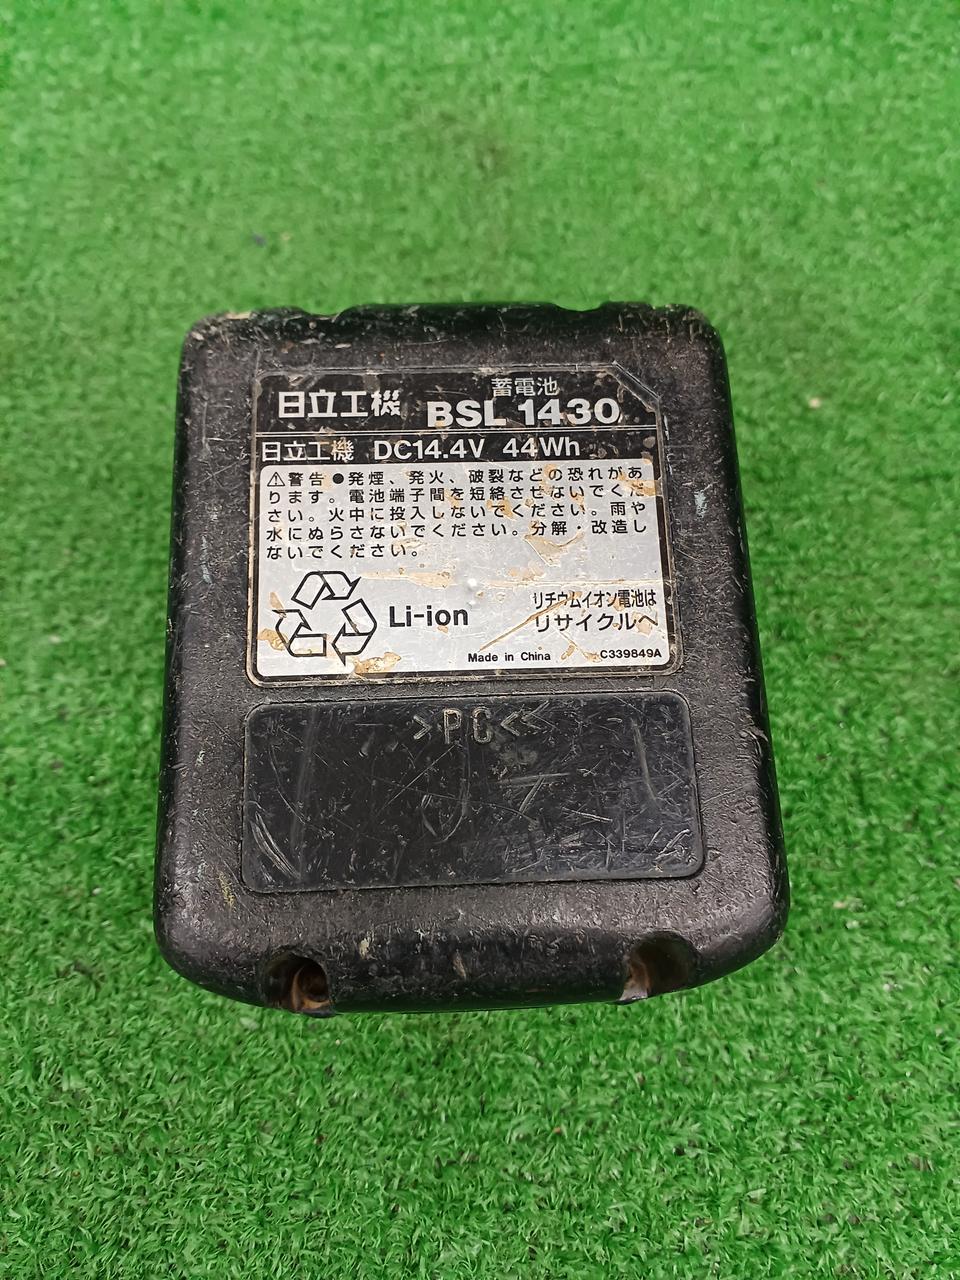 日立工機
蓄電池
BSL 1430
日立工機 DC14.4V 44Wh
⚠警告 ●発煙、発火、破裂などの恐れがあ
ります。電池端子間を短絡させないでくだ
さい。火中に投入しないでください。雨や
水にぬらさないでください。分解・改造し
ないでください。
Li-ion
リチウムイオン電池は
リサイクルへ
Made in China
C339849A
>PC<